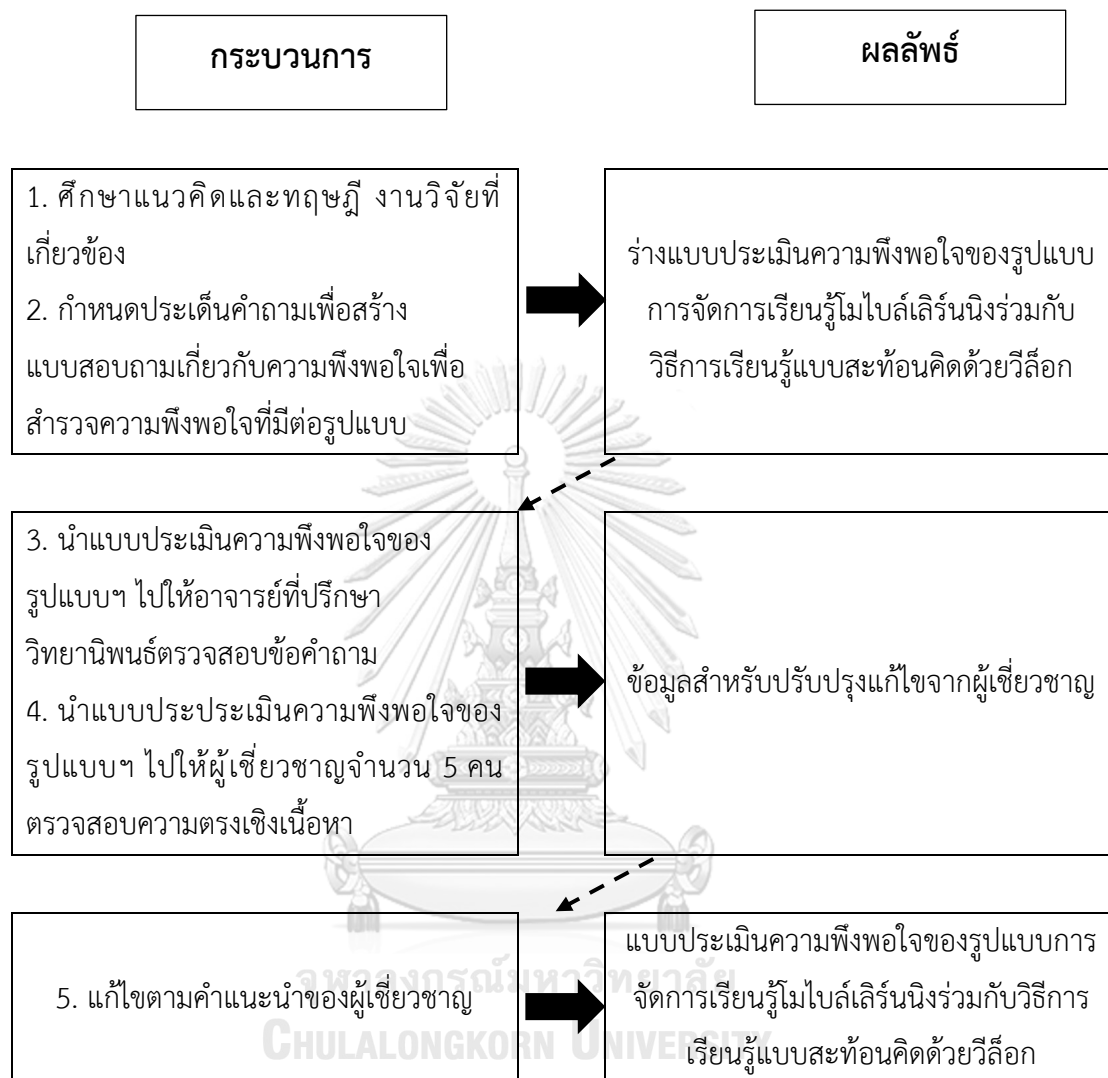 กระบวนการ
ผลลัพธ์
1. ศึกษาแนวคิดและทฤษฎี งานวิจัยที่
เกี่ยวข้อง
2. กำหนดประเด็นคำถามเพื่อสร้าง
แบบสอบถามเกี่ยวกับความพึงพอใจเพื่อ
สำรวจความพึงพอใจที่มีต่อรูปแบบ
ร่างแบบประเมินความพึงพอใจของรูปแบบ
การจัดการเรียนรู้โมไบล์เลิร์นนิงร่วมกับ
วิธีการเรียนรู้แบบสะท้อนคิดด้วยวีล็อก
3. นำแบบประเมินความพึงพอใจของ
รูปแบบฯ ไปให้อาจารย์ที่ปรึกษา
วิทยานิพนธ์ตรวจสอบข้อคำถาม
4. นำแบบประประเมินความพึงพอใจของ
รูปแบบฯ ไปให้ผู้เชี่ยวชาญจำนวน 5 คน
ตรวจสอบความตรงเชิงเนื้อหา
ข้อมูลสำหรับปรับปรุงแก้ไขจากผู้เชี่ยวชาญ
5. แก้ไขตามคำแนะนำของผู้เชี่ยวชาญ
แบบประเมินความพึงพอใจของรูปแบบการ
จัดการเรียนรู้โมไบล์เลิร์นนิงร่วมกับวิธีการ
เรียนรู้แบบสะท้อนคิดด้วยวีล็อก
จุฬาลงกรณ์มหาวิทยาลัย
CHULALONGKORN UNIVERSITY